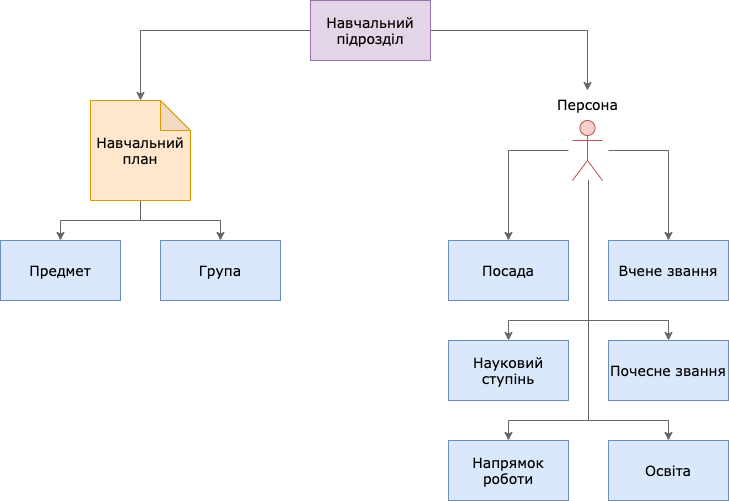 Навчальний
підрозділ
Персона
Навчальний
план
Предмет
Група
Посада
Вчене звання
Науковий
ступінь
Почесне звання
Напрямок
роботи
Освіта